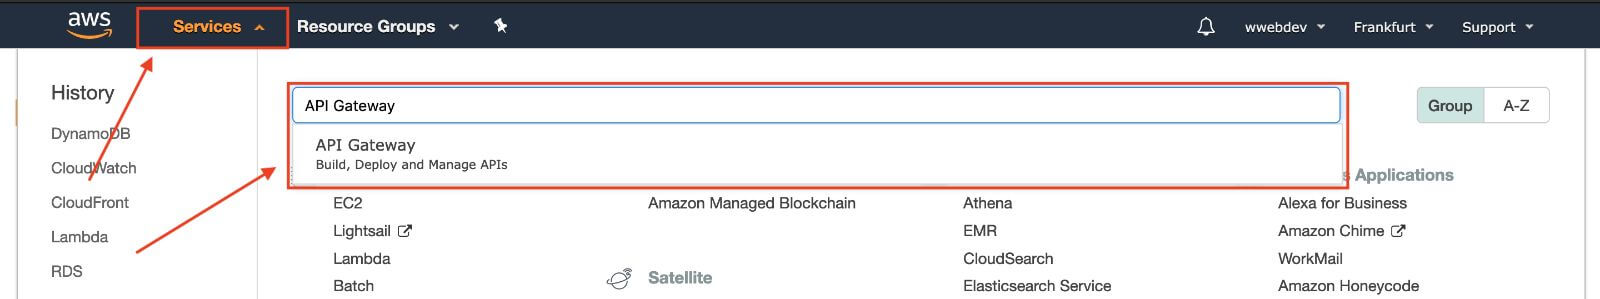 aws Services Resource Groups wwebdev Frankfurt Support
History
DynamoDB
CloudWatch
CloudFront
Lambda
RDS
API Gateway
Group A-Z
API Gateway
Build, Deploy and Manage APIs
EC2
Lightsail
Lambda
Batch
Amazon Managed Blockchain
Satellite
Athena
EMR
CloudSearch
Elasticsearch Service
s Applications
Alexa for Business
Amazon Chime
WorkMail
Amazon Honeycode